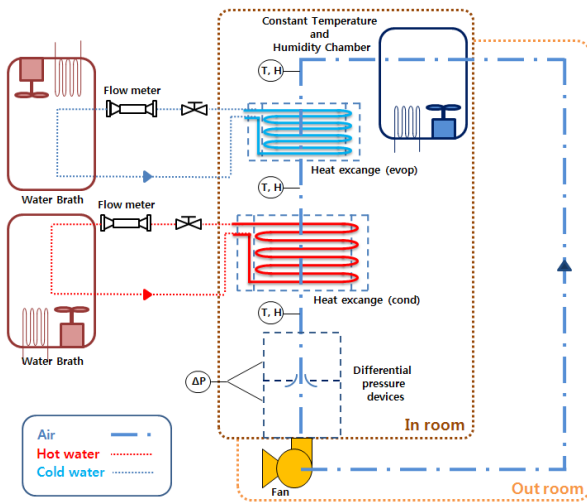 Constant Temperature
and
Humidity Chamber
T, H
Flow meter
Heat excange (evop)
Water Brath
T, H
Flow meter
Heat excange (cond)
T, H
Water Brath
ΔP
Differential
pressure
devices
In room
Air
Hot water
Cold water
Fan
Out room